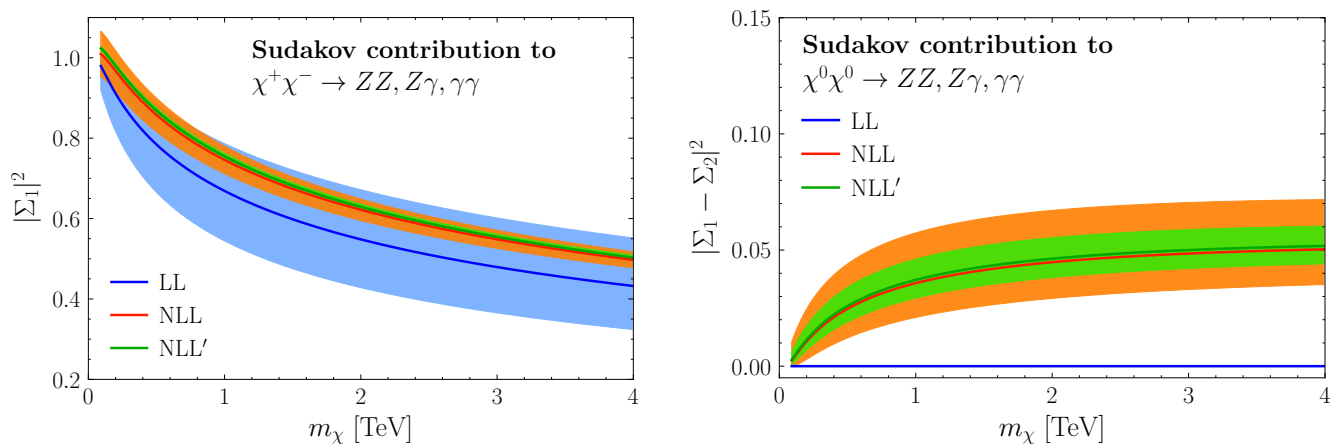 Sudakov contribution to
χ⁺χ⁻ → ZZ, Zγ, γγ
|Σ₁|²
1.0
0.8
0.6
0.4
0.2
LL
NLL
NLL′
0 1 2 3 4
mχ [TeV]
Sudakov contribution to
χ⁰χ⁰ → ZZ, Zγ, γγ
LL
NLL
NLL′
|Σ₁ − Σ₂|²
0.15
0.10
0.05
0.00
0 1 2 3 4
mχ [TeV]